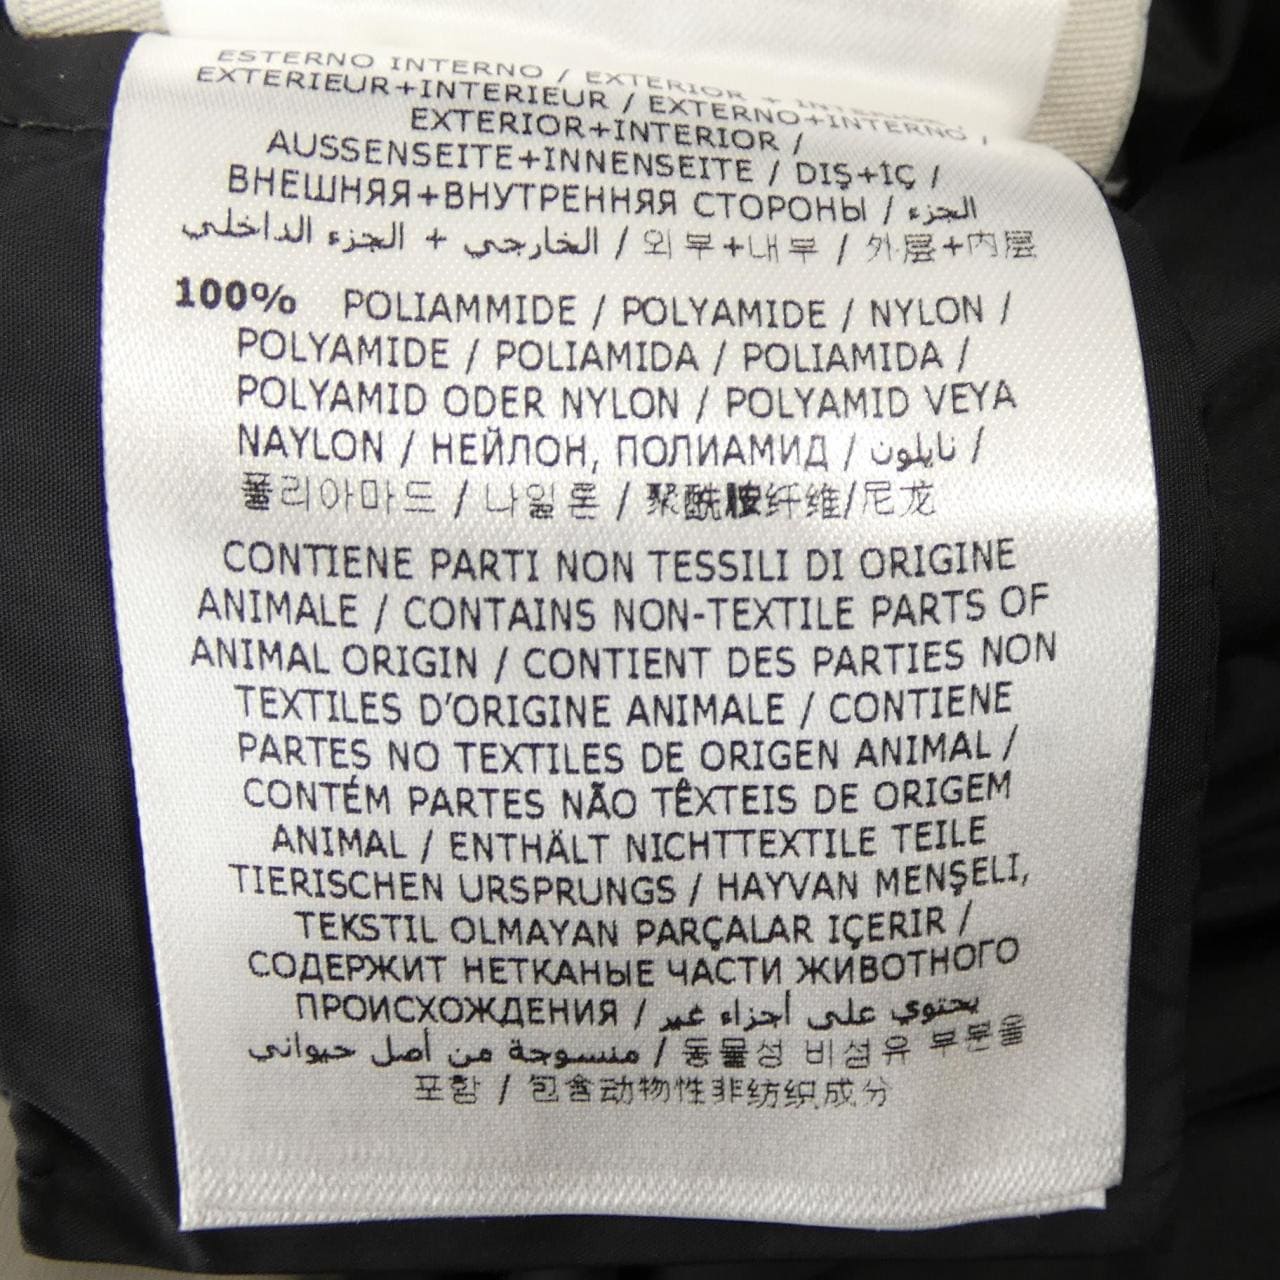 ESTERNO INTERNO / EXTERIOR + INTERIOR
EXTERIEUR+INTERIEUR / EXTERNO+INTERNO /
EXTERIOR+INTERIOR /
AUSSENSEITE+INNENSEITE / DIŞ+İÇ /
ВНЕШНЯЯ+ВНУТРЕННЯЯ СТОРОНЫ / الجزء
الخارجي + الجزء الداخلي / 외부+내부 / 外层+内层
100% POLIAMMIDE / POLYAMIDE / NYLON /
POLYAMIDE / POLIAMIDA / POLIAMIDA /
POLYAMID ODER NYLON / POLYAMID VEYA
NAYLON / НЕЙЛОН, ПОЛИАМИД / نايلون /
폴리아마드 / 나일론 / 聚酰胺纤维/尼龙
CONTIENE PARTI NON TESSILI DI ORIGINE
ANIMALE / CONTAINS NON-TEXTILE PARTS OF
ANIMAL ORIGIN / CONTIENT DES PARTIES NON
TEXTILES D'ORIGINE ANIMALE / CONTIENE
PARTES NO TEXTILES DE ORIGEN ANIMAL /
CONTÉM PARTES NÃO TÊXTEIS DE ORIGEM
ANIMAL / ENTHÄLT NICHTTEXTILE TEILE
TIERISCHEN URSPRUNGS / HAYVAN MENŞELI,
TEKSTIL OLMAYAN PARÇALAR IÇERIR /
СОДЕРЖИТ НЕТКАНЫЕ ЧАСТИ ЖИВОТНОГО
ПРОИСХОЖДЕНИЯ / يحتوي على أجزاء غير
منسوجة من أصل حيواني / 동물성 비섬유 부분을
포함 / 包含动物性非纺织成分